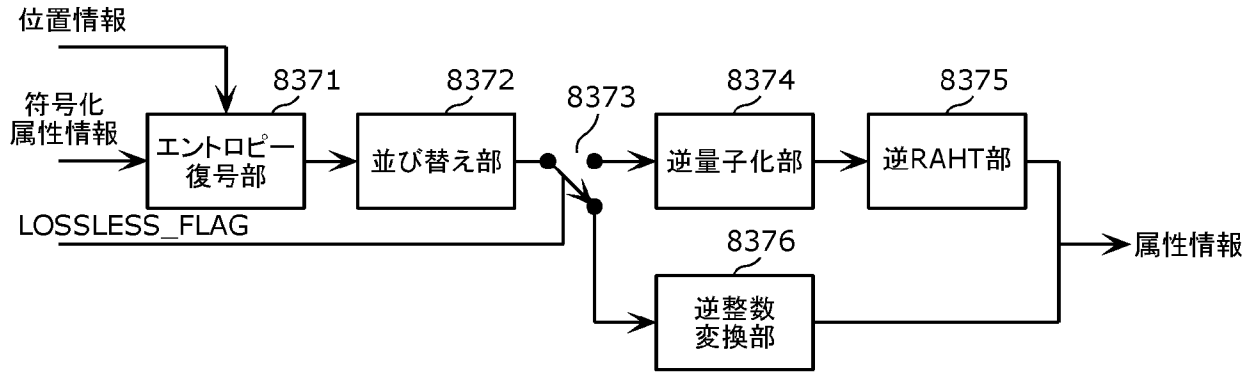 位置情報
符号化
属性情報
LOSSLESS_FLAG
8371
エントロピー
復号部
8372
並び替え部
8373
8374
逆量子化部
8375
逆RAHT部
8376
逆整数
変換部
属性情報